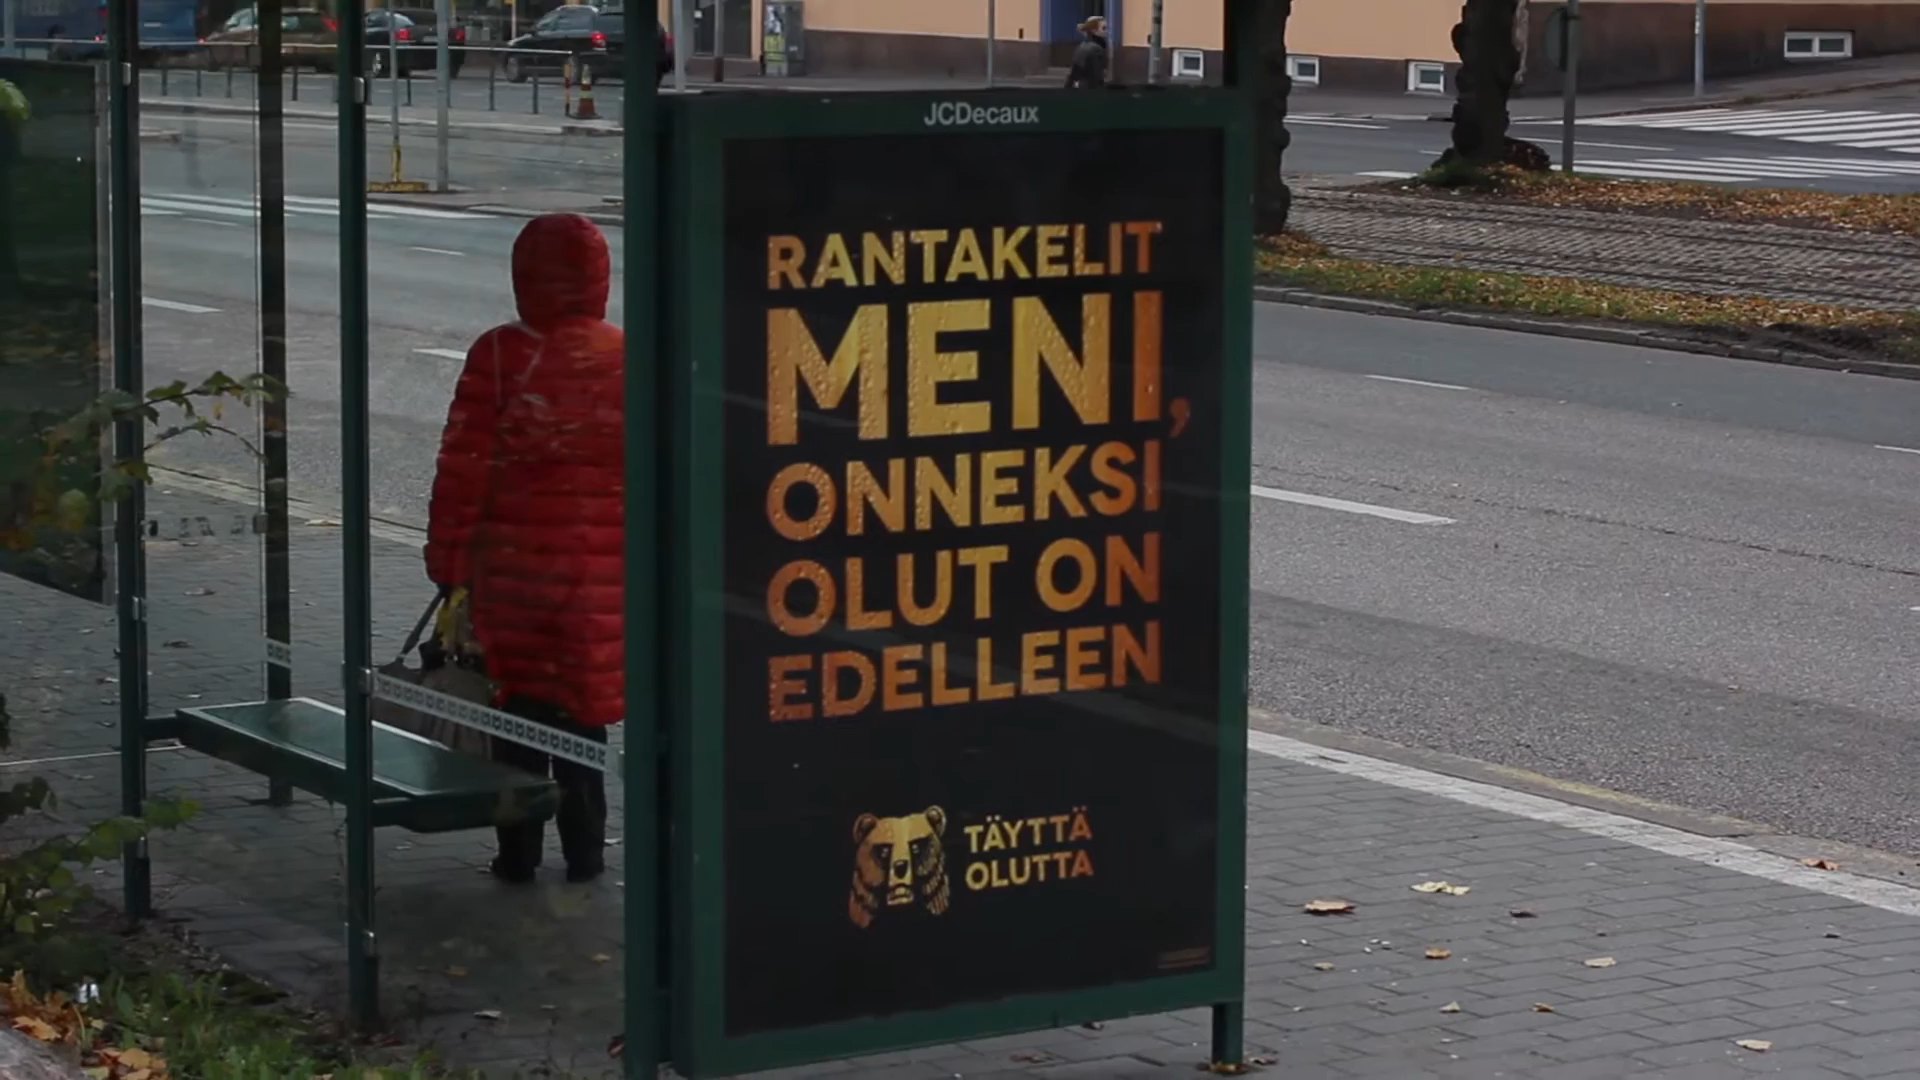 JCDecaux
RANTAKELIT
MENI,
ONNEKSI
OLUT ON
EDELLEEN
TÄYTTÄ
OLUTTA